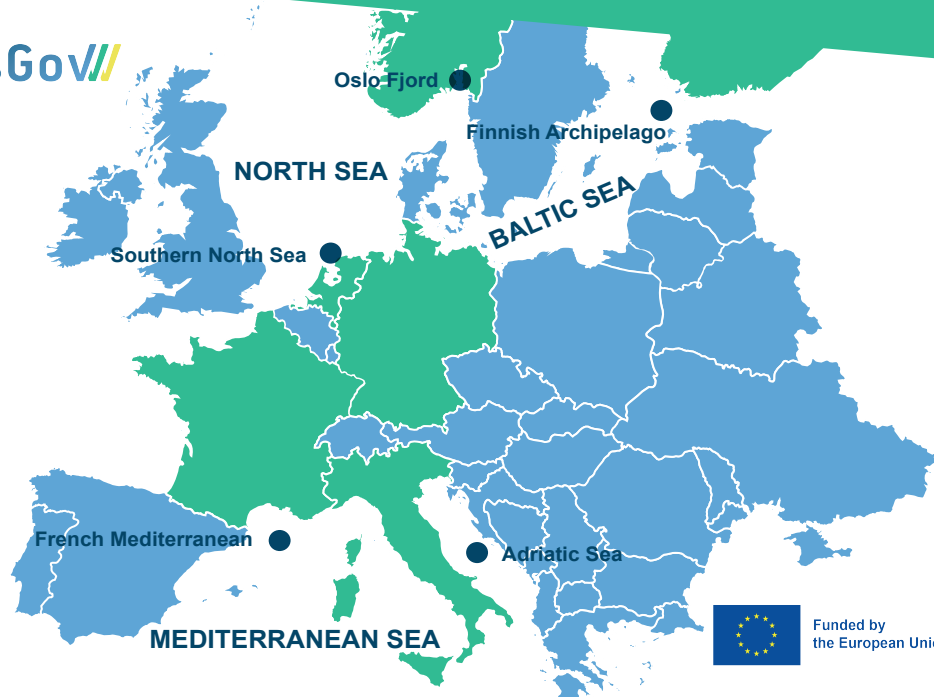 Gov
Oslo Fjord
Finnish Archipelago
NORTH SEA
BALTIC SEA
Southern North Sea
French Mediterranean
Adriatic Sea
MEDITERRANEAN SEA
Funded by
the European